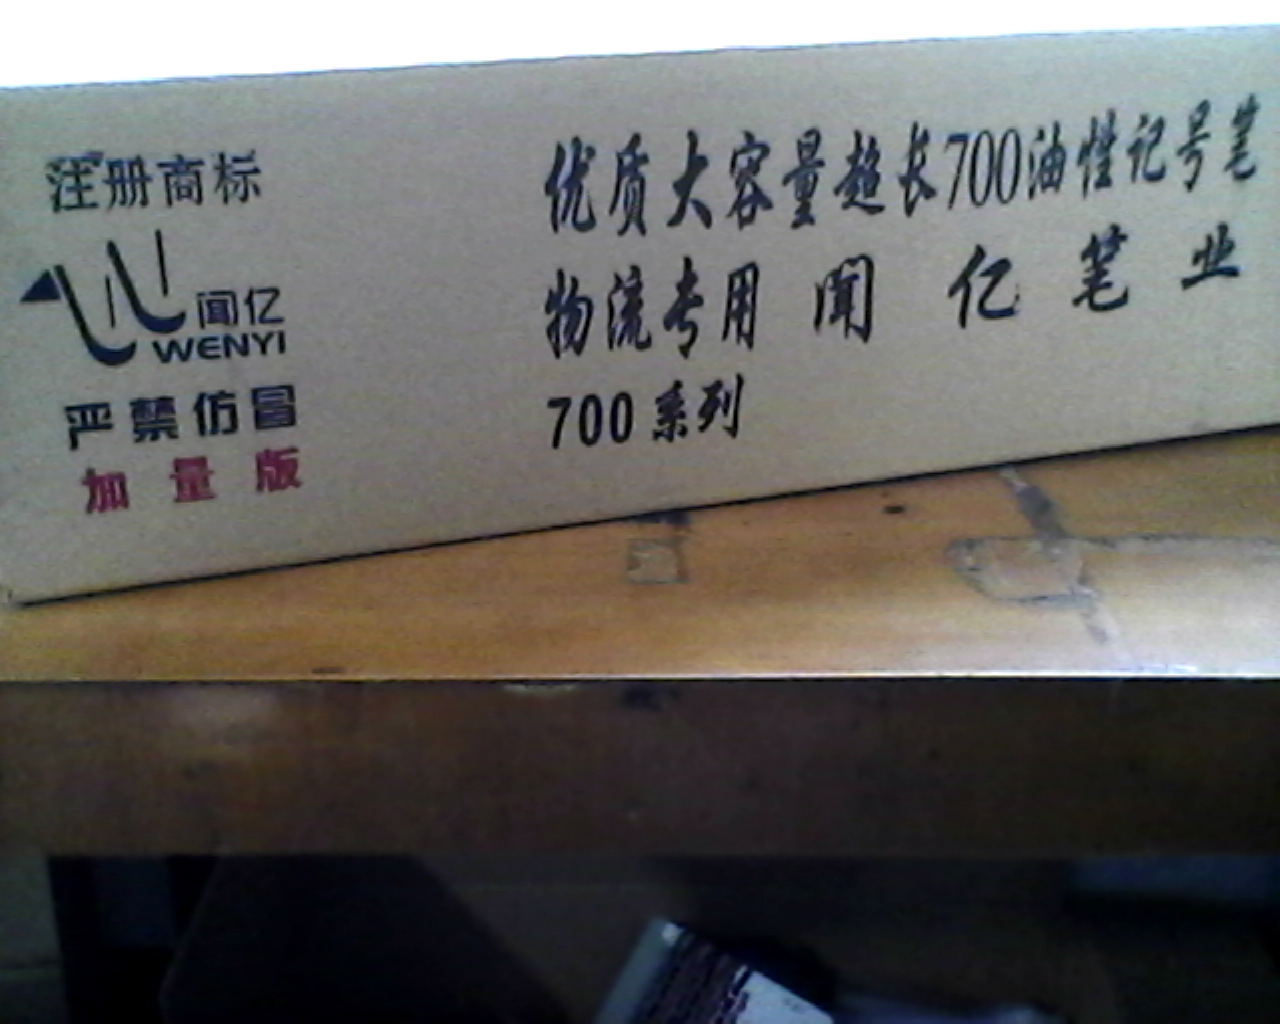 注册商标
闻亿
WENYI
严禁仿冒
加量版
优质大容量超长700油性记号笔
物流专用 闻亿笔业
700系列